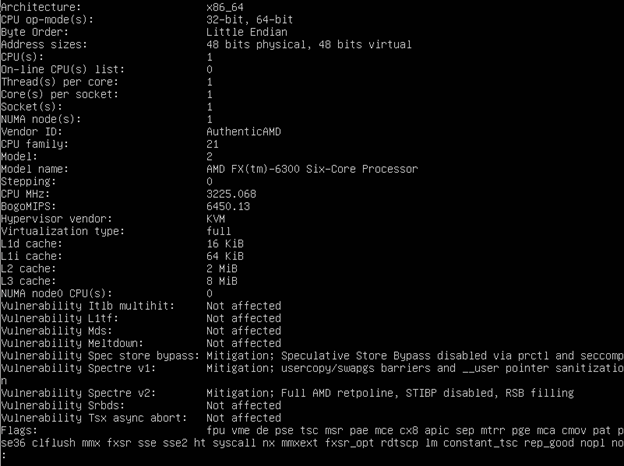 Architecture: x86_64
CPU op-mode(s): 32-bit, 64-bit
Byte Order: Little Endian
Address sizes: 48 bits physical, 48 bits virtual
CPU(s): 1
On-line CPU(s) list: 0
Thread(s) per core: 1
Core(s) per socket: 1
Socket(s): 1
NUMA node(s): 1
Vendor ID: AuthenticAMD
CPU family: 21
Model: 2
Model name: AMD FX(tm)-6300 Six-Core Processor
Stepping: 0
CPU MHz: 3225.068
BogoMIPS: 6450.13
Hypervisor vendor: KVM
Virtualization type: full
L1d cache: 16 KiB
L1i cache: 64 KiB
L2 cache: 2 MiB
L3 cache: 8 MiB
NUMA node0 CPU(s): 0
Vulnerability Itlb multihit: Not affected
Vulnerability L1tf: Not affected
Vulnerability Mds: Not affected
Vulnerability Meltdown: Not affected
Vulnerability Spec store bypass: Mitigation; Speculative Store Bypass disabled via prctl and seccomp
Vulnerability Spectre v1: Mitigation; usercopy/swapgs barriers and __user pointer sanitizatio
n
Vulnerability Spectre v2: Mitigation; Full AMD retpoline, STIBP disabled, RSB filling
Vulnerability Srbds: Not affected
Vulnerability Tsx async abort: Not affected
Flags: fpu vme de pse tsc msr pae mce cx8 apic sep mtrr pge mca cmov pat p
se36 clflush mmx fxsr sse sse2 ht syscall nx mmxext fxsr_opt rdtscp lm constant_tsc rep_good nopl no
: